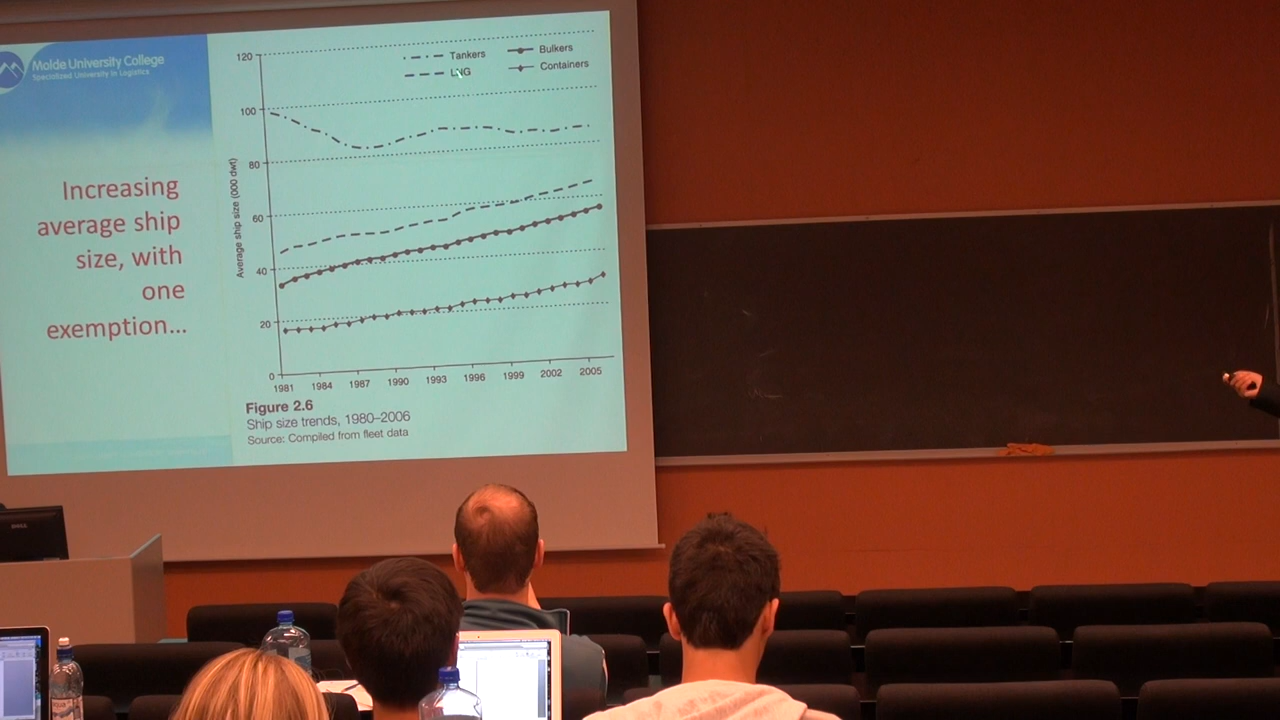 Molde University College
Specialized University in Logistics
Increasing
average ship
size, with
one
exemption...
Tankers
Bulkers
LNG
Containers
Average ship size (000 dwt)
120
100
80
60
40
20
0
1981 1984 1987 1990 1993 1996 1999 2002 2005
Figure 2.6
Ship size trends, 1980–2006
Source: Compiled from fleet data
DELL